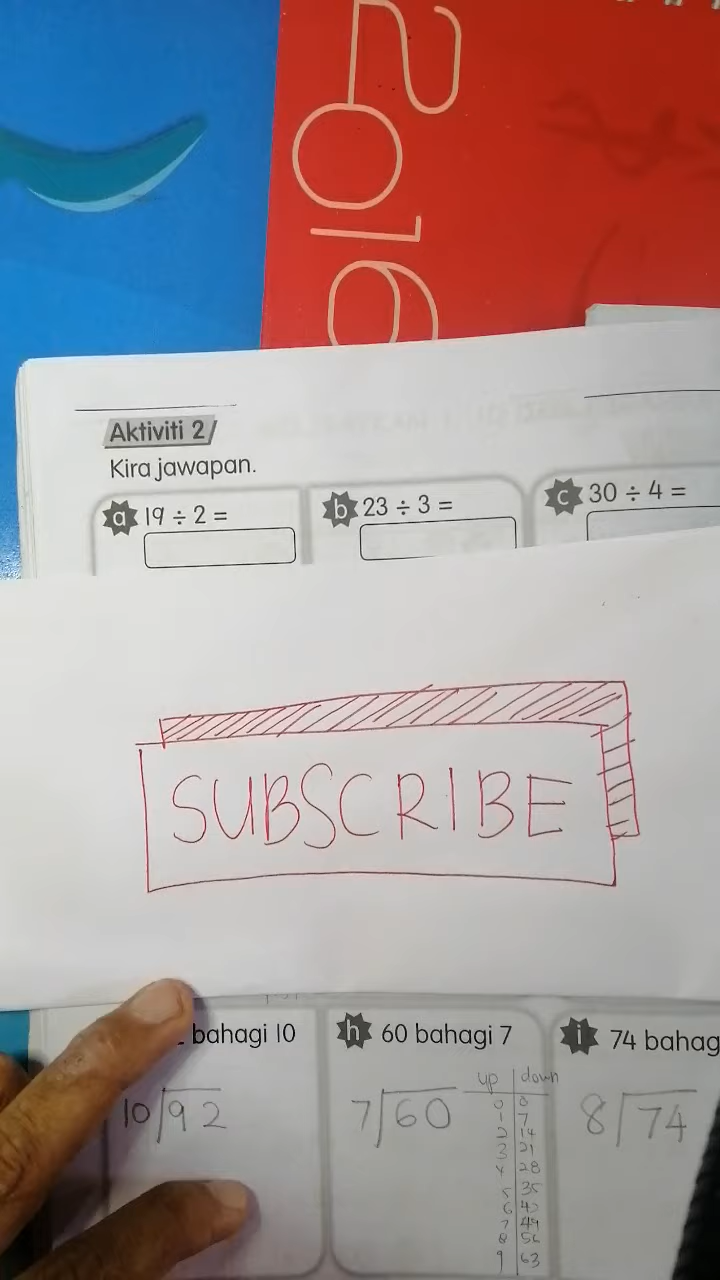 2016
Aktiviti 2
Kira jawapan.
a 19 ÷ 2 =
b 23 ÷ 3 =
c 30 ÷ 4 =
SUBSCRIBE
bahagi 10
h 60 bahagi 7
i 74 bahag
10 92
7 60
8 74
up down
0 0
1 7
2 14
3 21
4 28
5 35
6 42
7 49
8 56
9 63